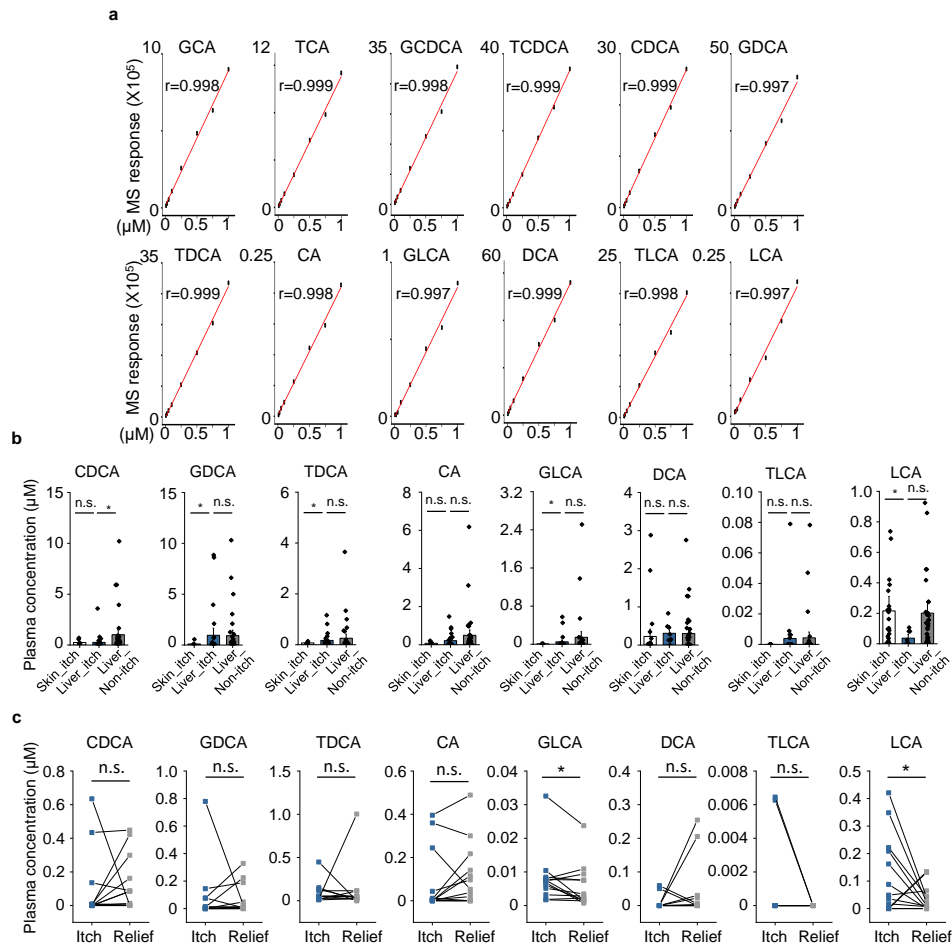 a
10 GCA 12 TCA 35 GCDCA 40 TCDCA 30 CDCA 50 GDCA
r=0.998 r=0.999 r=0.998 r=0.999 r=0.999 r=0.997
MS response (X10⁵)
0 0 0 0 0 0
0 0.5 1 0 0.5 1 0 0.5 1 0 0.5 1 0 0.5 1 0 0.5 1
(μM)
35 TDCA 0.25 CA 1 GLCA 60 DCA 25 TLCA 0.25 LCA
r=0.999 r=0.998 r=0.997 r=0.999 r=0.998 r=0.997
MS response (X10⁵)
0 0 0 0 0 0
0 0.5 1 0 0.5 1 0 0.5 1 0 0.5 1 0 0.5 1 0 0.5 1
(μM)
b
CDCA GDCA TDCA CA GLCA DCA TLCA LCA
Plasma concentration (μM)
15 15 6 8 3.2 5 0.10 1.0
n.s. * * n.s. * n.s. n.s. n.s. * n.s. n.s. n.s. n.s. n.s. * n.s.
12 12 6 2.4 4 0.08 0.8
9 9 4 3 0.06 0.6
6 6 4 1.6 2 0.04 0.4
3 3 2 2 0.8 1 0.02 0.2
0 0 0 0 0.0 0 0.00 0.0
Skin_itch Liver_itch Liver_Non-itch Skin_itch Liver_itch Liver_Non-itch Skin_itch Liver_itch Liver_Non-itch Skin_itch Liver_itch Liver_Non-itch Skin_itch Liver_itch Liver_Non-itch Skin_itch Liver_itch Liver_Non-itch Skin_itch Liver_itch Liver_Non-itch Skin_itch Liver_itch Liver_Non-itch
c
CDCA GDCA TDCA CA GLCA DCA TLCA LCA
Plasma concentration (μM)
n.s. n.s. n.s. n.s. * n.s. n.s. *
0.8 1.0 1.5 0.6 0.04 0.4 0.008 0.5
0.6 0.8 1.0 0.4 0.03 0.3 0.006 0.4
0.4 0.6 0.5 0.2 0.02 0.2 0.004 0.3
0.2 0.4 0.01 0.1 0.002 0.2
0.2 0.1
0 0 0 0 0 0 0 0
Itch Relief Itch Relief Itch Relief Itch Relief Itch Relief Itch Relief Itch Relief Itch Relief